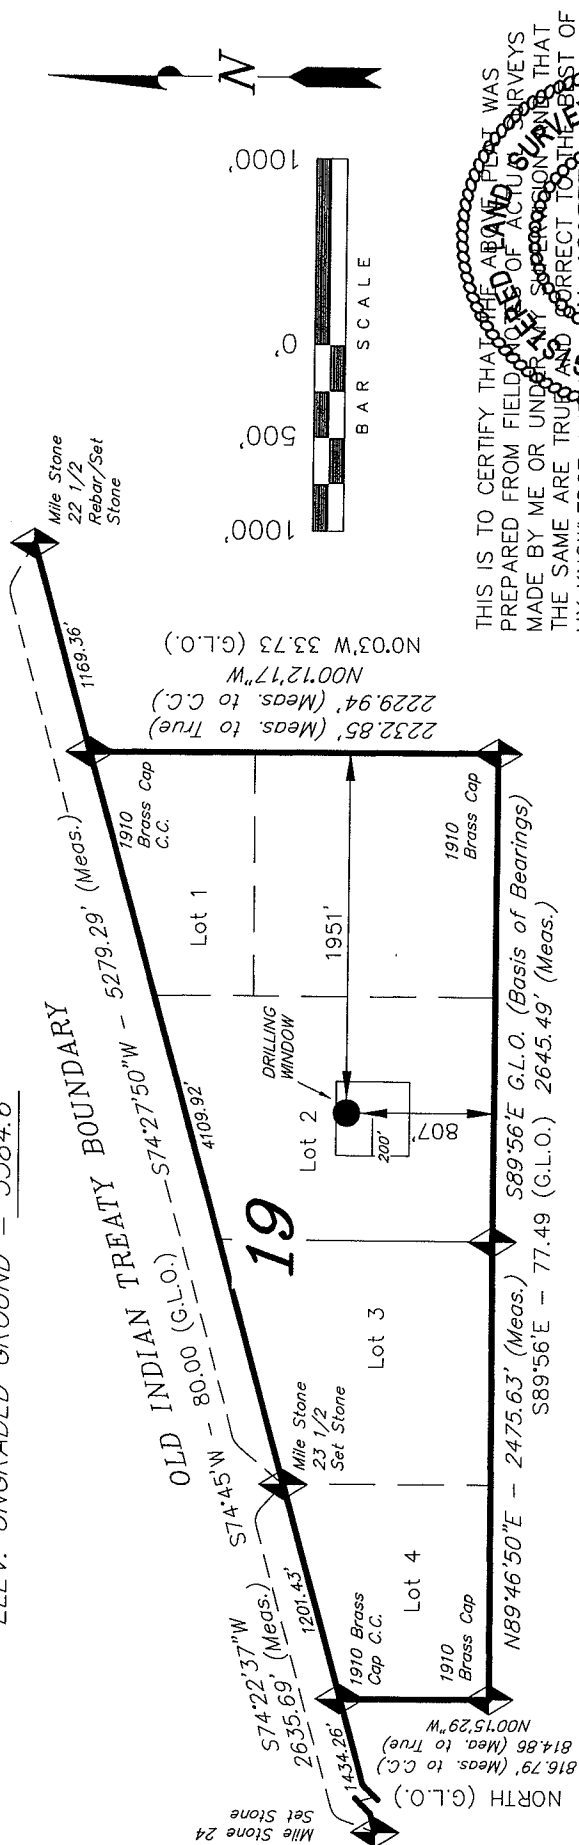 ELEV. UNGRADED GROUND = 5584.8'
OLD INDIAN TREATY BOUNDARY
S74°45'W - 80.00 (G.L.O.)
S74°27'50"W - 5279.29' (Meas.)
4109.92'
1169.36'
Mile Stone
22 1/2
Rebar/Set
Stone
S74°22'37"W
2635.69' (Meas.)
1434.26'
1201.43'
Mile Stone 24
Set Stone
Mile Stone
23 1/2
Set Stone
1910 Brass
Cap C.C.
1910
Brass Cap
NORTH (G.L.O.)
816.79' (Meas. to C.C.)
814.86 (Mea. to True)
N00°15'29"W
19
Lot 4
Lot 3
Lot 2
Lot 1
DRILLING
WINDOW
200'
807'
1951'
1910
Brass Cap
C.C.
1910
Brass Cap
2232.85' (Meas. to True)
2229.94' (Meas. to C.C.)
N00°12'17"W
N0°03'W 33.73 (G.L.O.)
N89°46'50"E - 2475.63' (Meas.)
S89°56'E G.L.O. (Basis of Bearings)
2645.49' (Meas.)
S89°56'E - 77.49 (G.L.O.)
N
1000' 500' 0' 1000'
BAR SCALE
THIS IS TO CERTIFY THAT THE ABOVE PLAT WAS
PREPARED FROM FIELD NOTES OF ACTUAL SURVEYS
MADE BY ME OR UNDER MY SUPERVISION AND THAT
THE SAME ARE TRUE AND CORRECT TO THE BEST OF
LAND SURVE